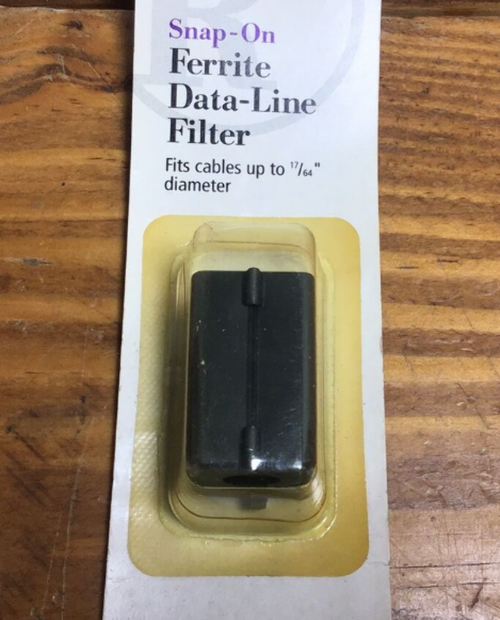 Snap-On
Ferrite
Data-Line
Filter
Fits cables up to 17/64"
diameter